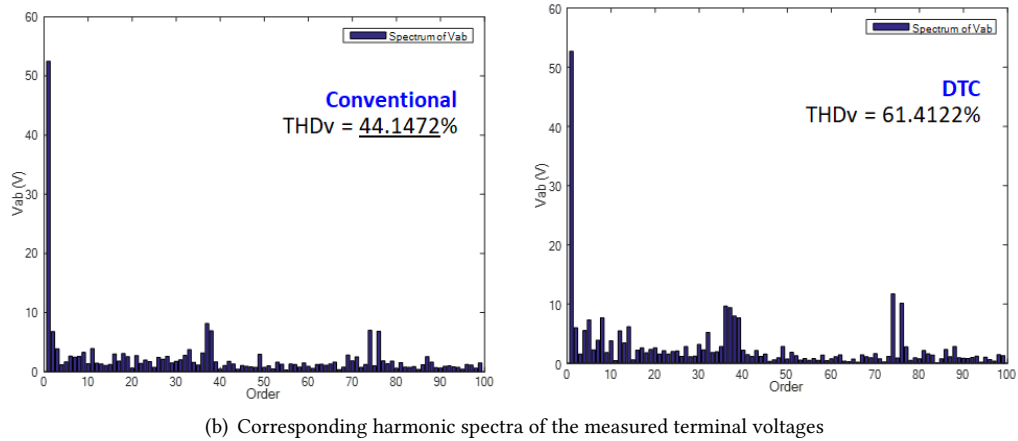 60
50
40
30
20
10
0
Vab (V)
Spectrum of Vab
Conventional
THDv = 44.1472%
0 10 20 30 40 50 60 70 80 90 100
Order
60
50
40
30
20
10
0
Vab (V)
Spectrum of Vab
DTC
THDv = 61.4122%
0 10 20 30 40 50 60 70 80 90 100
Order
(b) Corresponding harmonic spectra of the measured terminal voltages